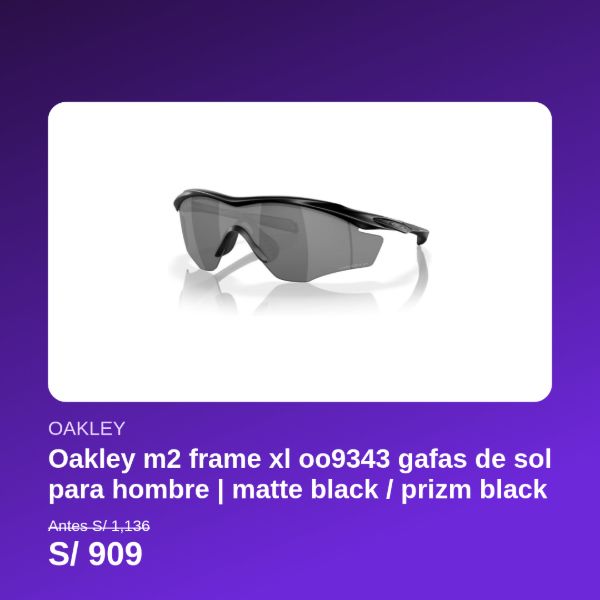 OAKLEY
Oakley m2 frame xl oo9343 gafas de sol
para hombre | matte black / prizm black
Antes S/ 1,136
S/ 909